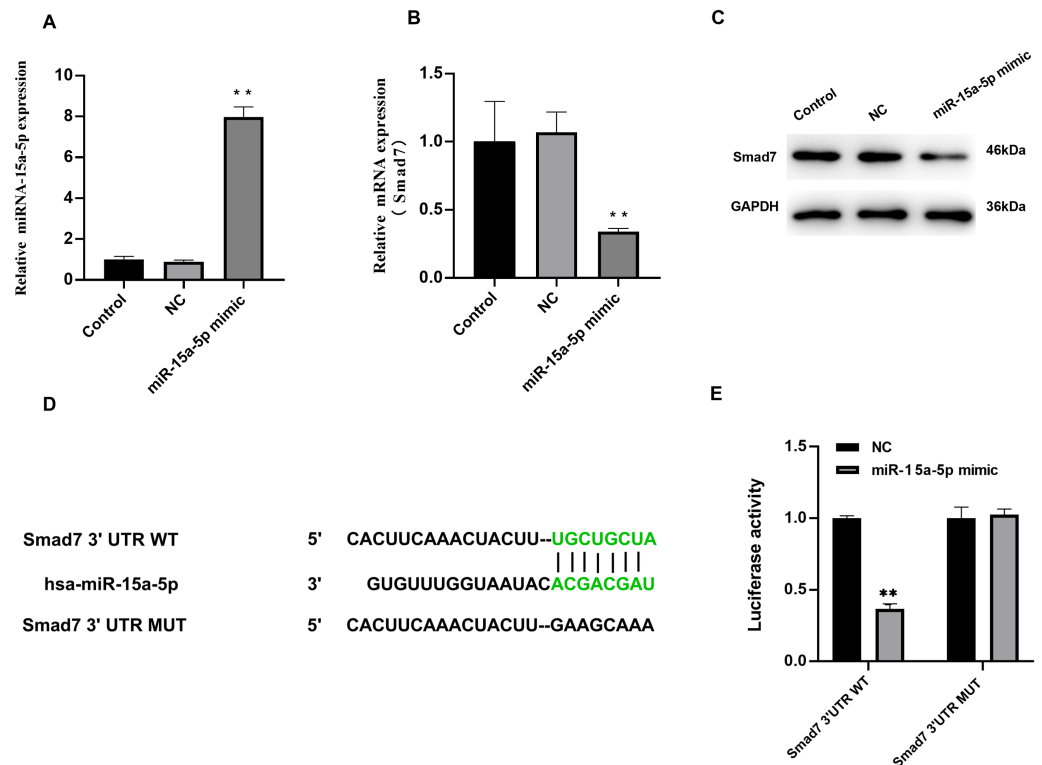 A
Relative miRNA-15a-5p expression
10
8
6
4
2
0
**
Control
NC
miR-15a-5p mimic
B
Relative mRNA expression
( Smad7)
1.5
1.0
0.5
0.0
**
Control
NC
miR-15a-5p mimic
C
Control
NC
miR-15a-5p mimic
Smad7
46kDa
GAPDH
36kDa
D
Smad7 3' UTR WT 5' CACUUCAAACUACUU--UGCUGCUA
hsa-miR-15a-5p 3' GUGUUUGGUAAUACACGACGAU
Smad7 3' UTR MUT 5' CACUUCAAACUACUU--GAAGCAAA
E
Luciferase activity
1.5
1.0
0.5
0.0
NC
miR-15a-5p mimic
**
Smad7 3'UTR WT
Smad7 3'UTR MUT